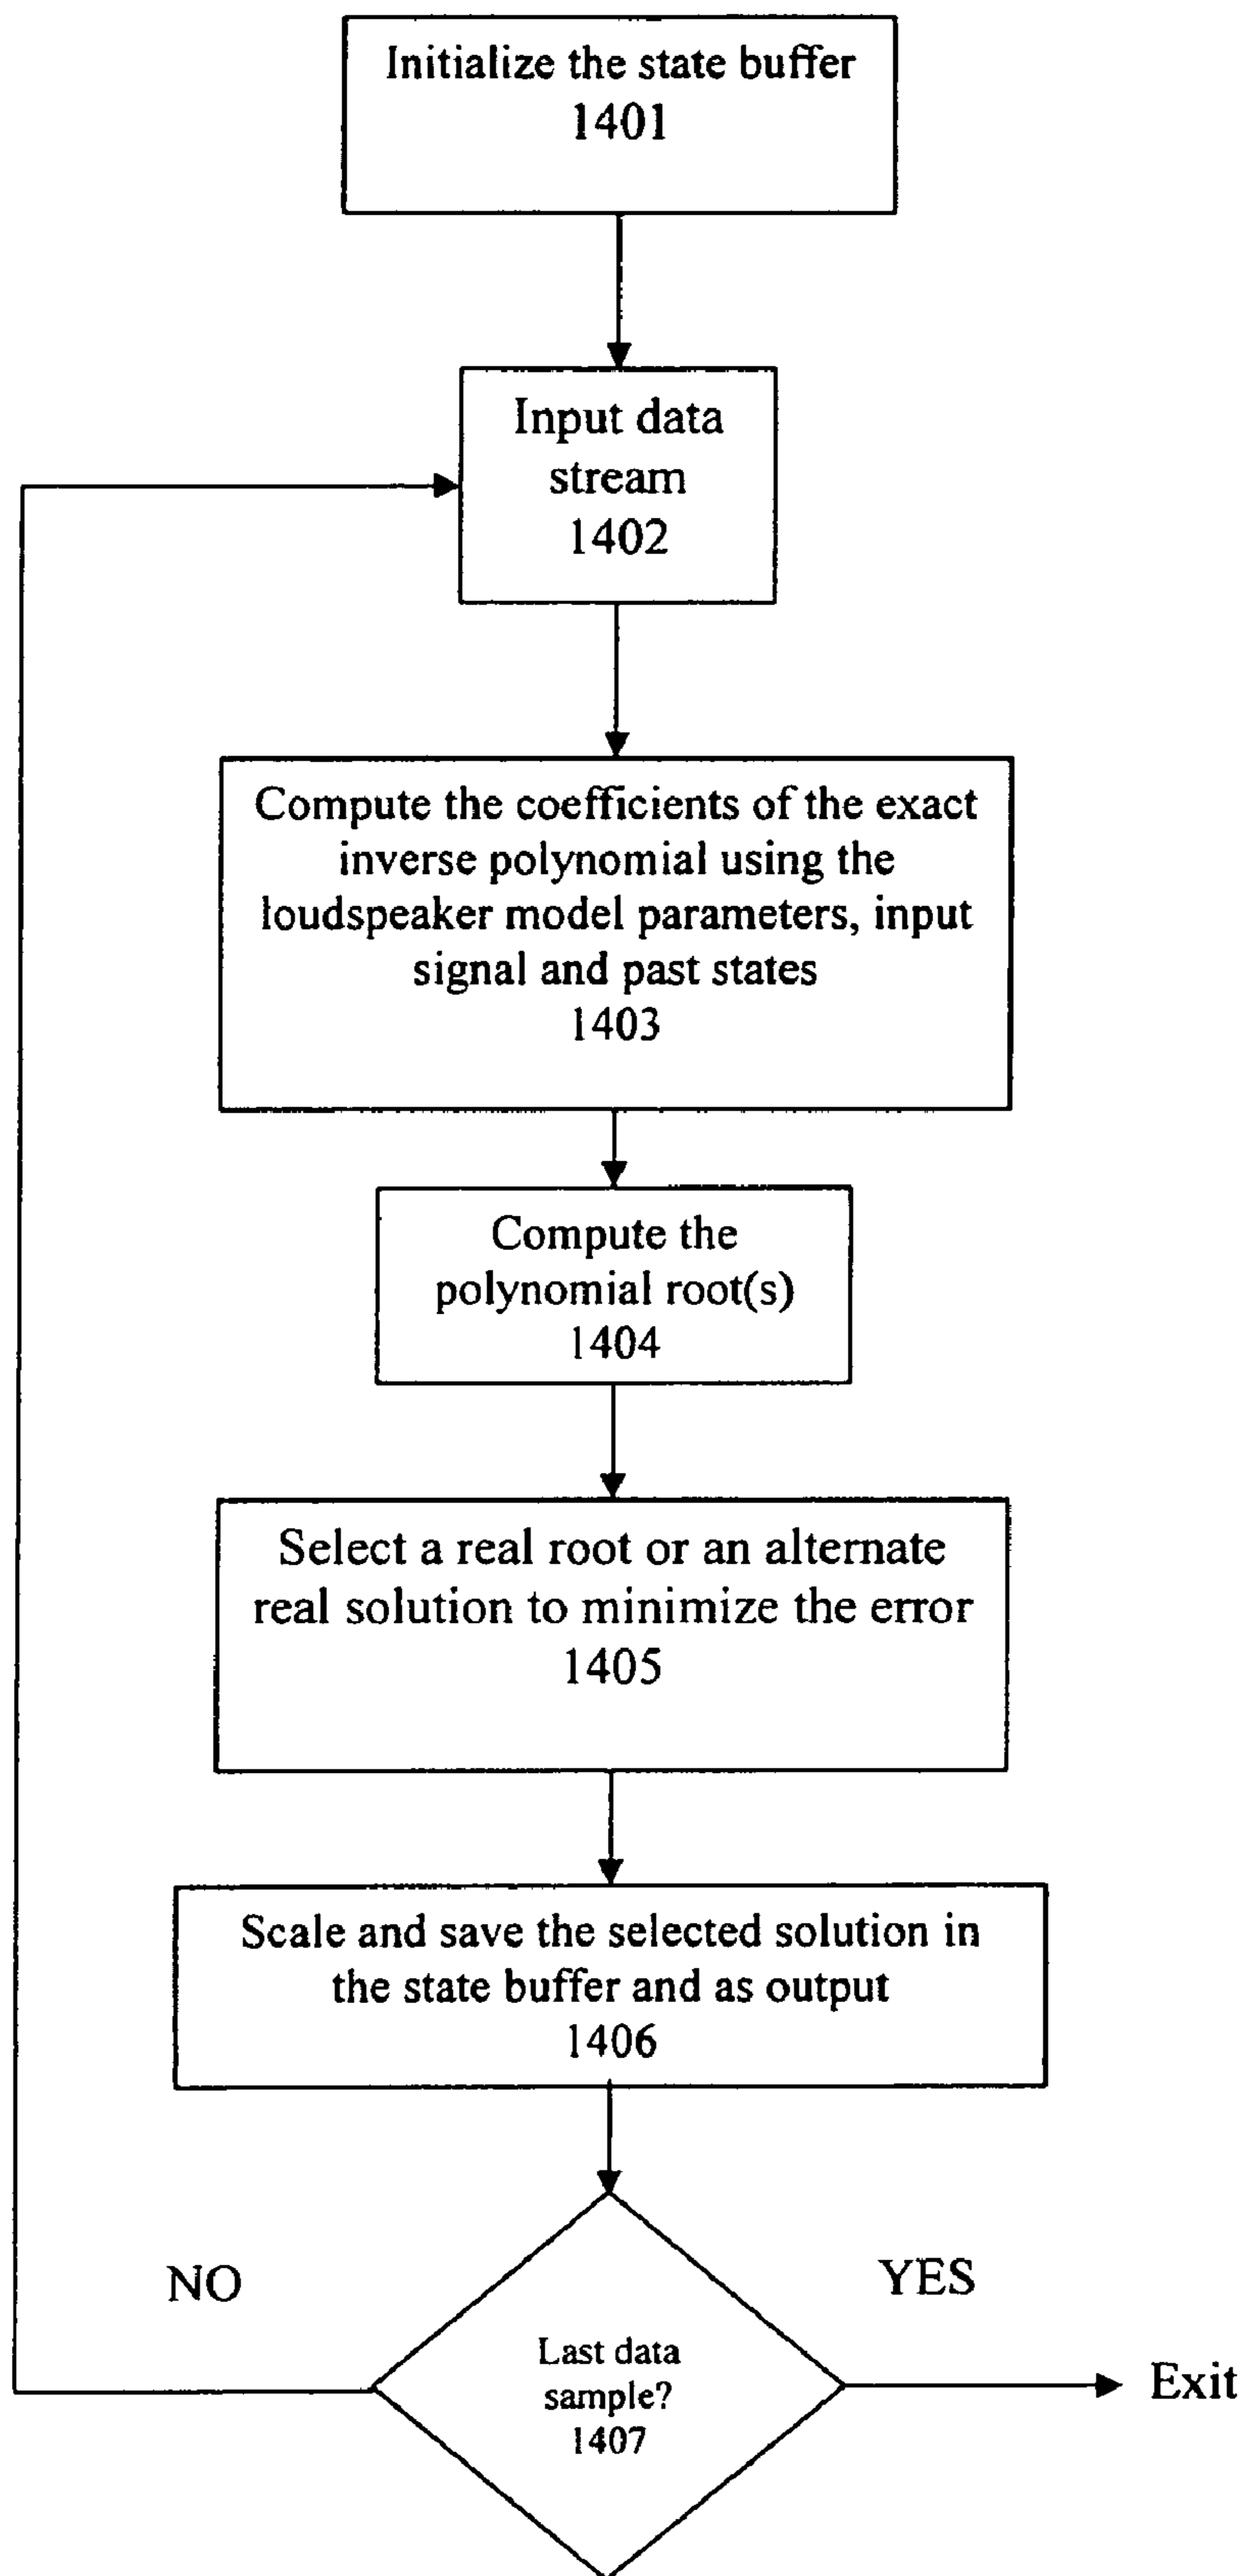 Initialize the state buffer
1401
Input data
stream
1402
Compute the coefficients of the exact
inverse polynomial using the
loudspeaker model parameters, input
signal and past states
1403
Compute the
polynomial root(s)
1404
Select a real root or an alternate
real solution to minimize the error
1405
Scale and save the selected solution in
the state buffer and as output
1406
NO
YES
Last data
sample?
1407
Exit